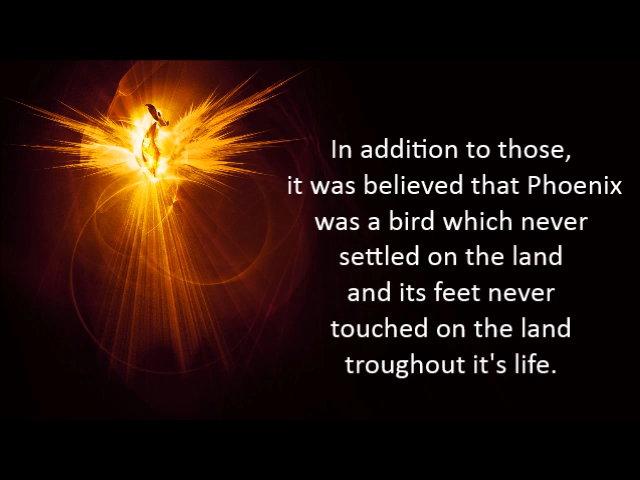 In addition to those,
it was believed that Phoenix
was a bird which never
settled on the land
and its feet never
touched on the land
troughout it's life.